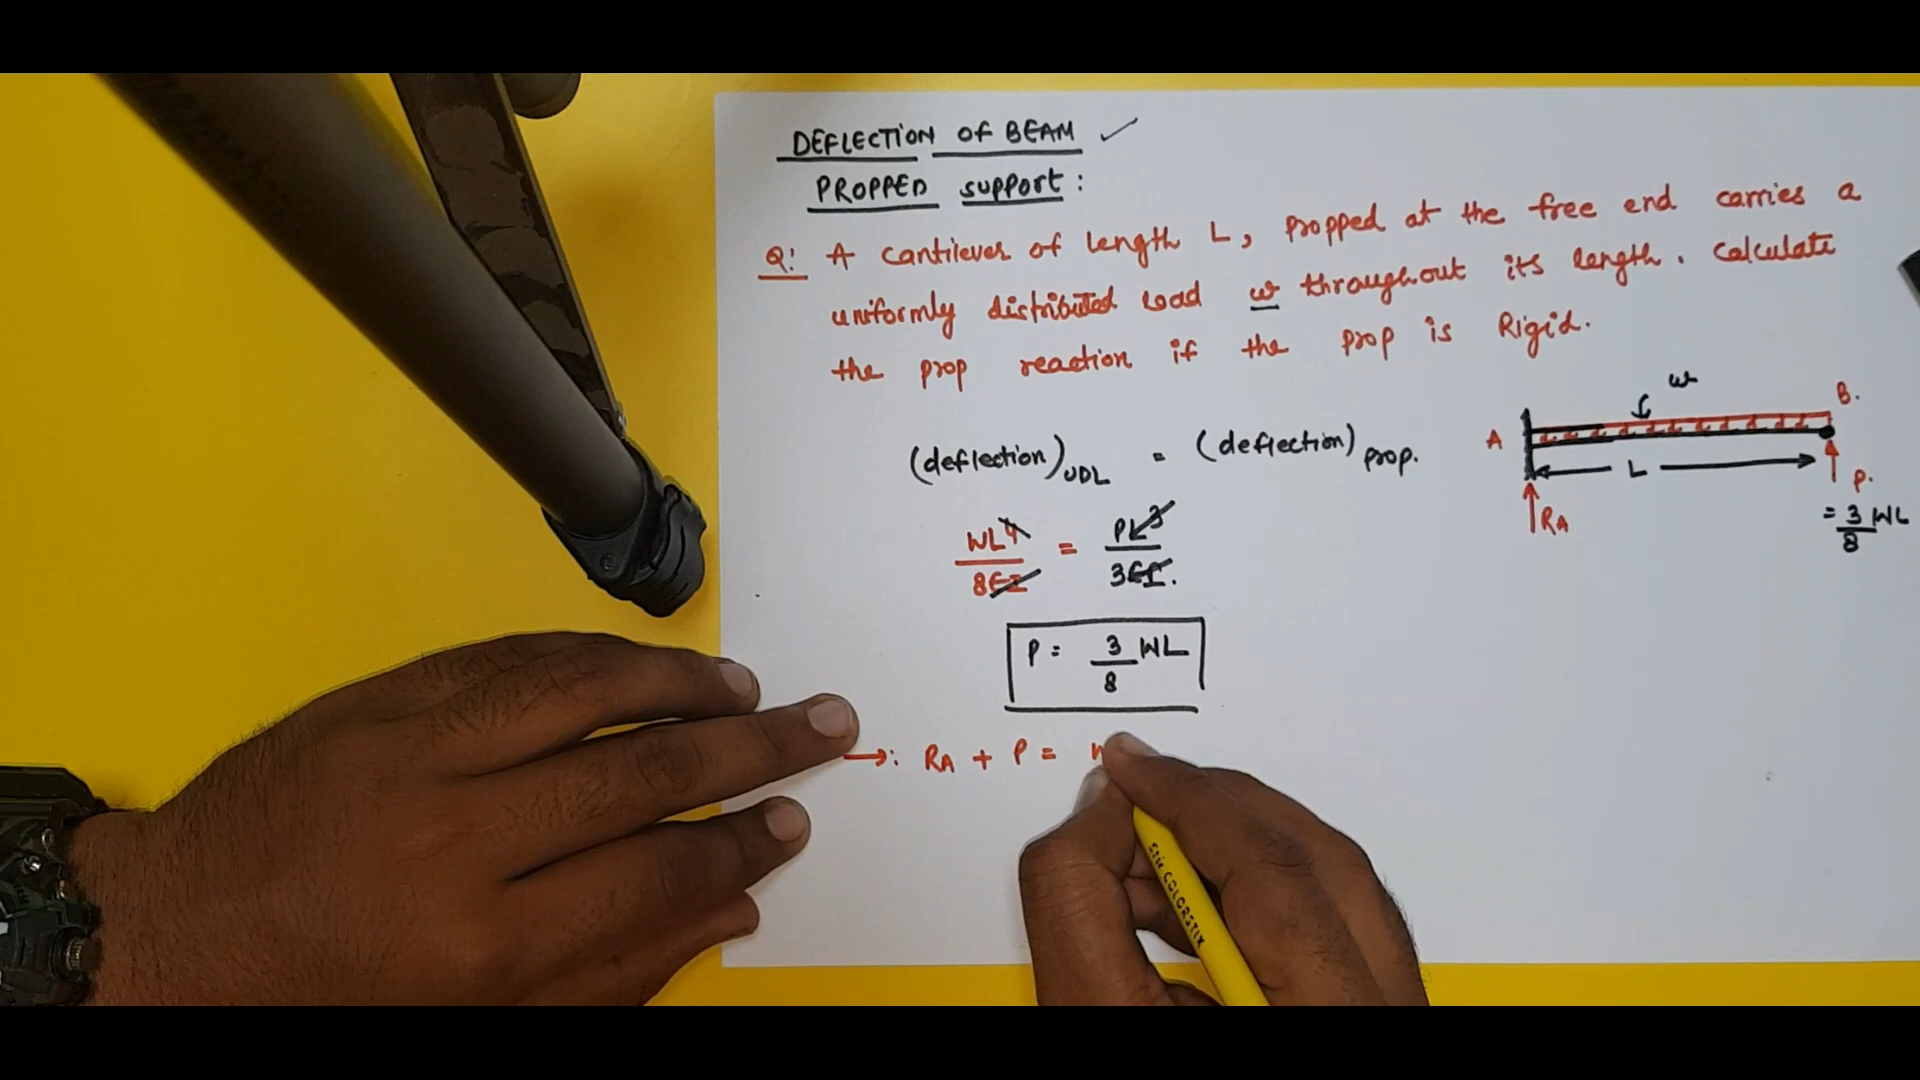 DEFLECTION OF BEAM
PROPPED support:
Q: A cantilever of length L, propped at the free end carries a
uniformly distributed load w throughout its length. Calculate
the prop reaction if the prop is Rigid.
w
A B.
L
RA P.
= 3/8 WL
(deflection)UDL = (deflection)prop.
WL4/8EI = PL3/3EI.
P = 3/8 WL
→: RA + P = W
Stic COLORSTIX